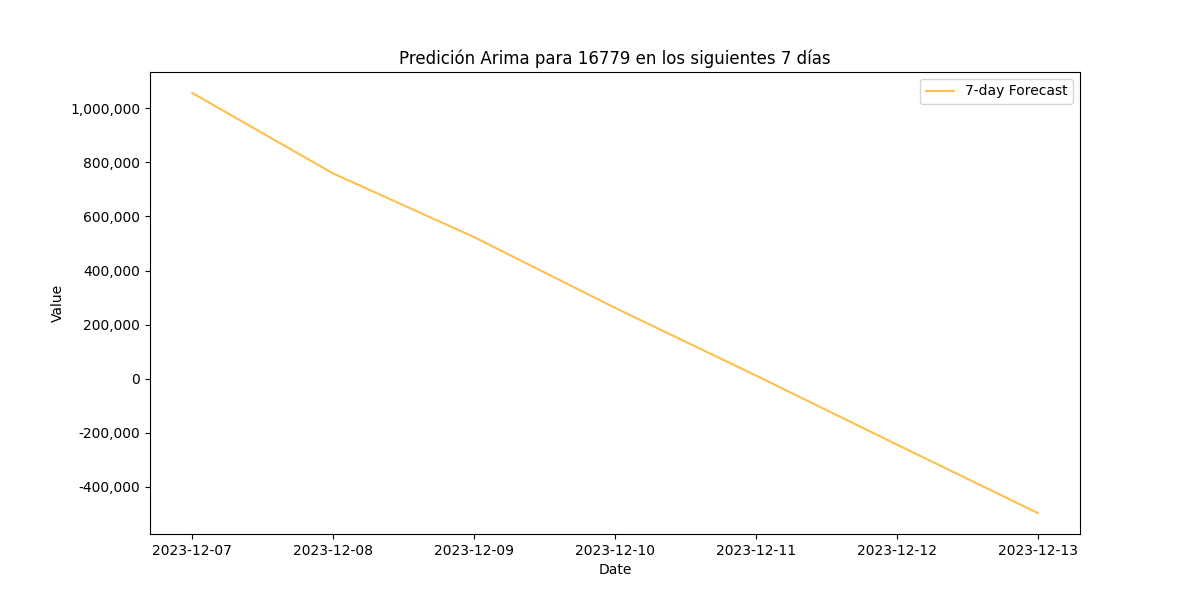 Predición Arima para 16779 en los siguientes 7 días
7-day Forecast
1,000,000
800,000
600,000
400,000
200,000
0
-200,000
-400,000
Value
2023-12-07 2023-12-08 2023-12-09 2023-12-10 2023-12-11 2023-12-12 2023-12-13
Date